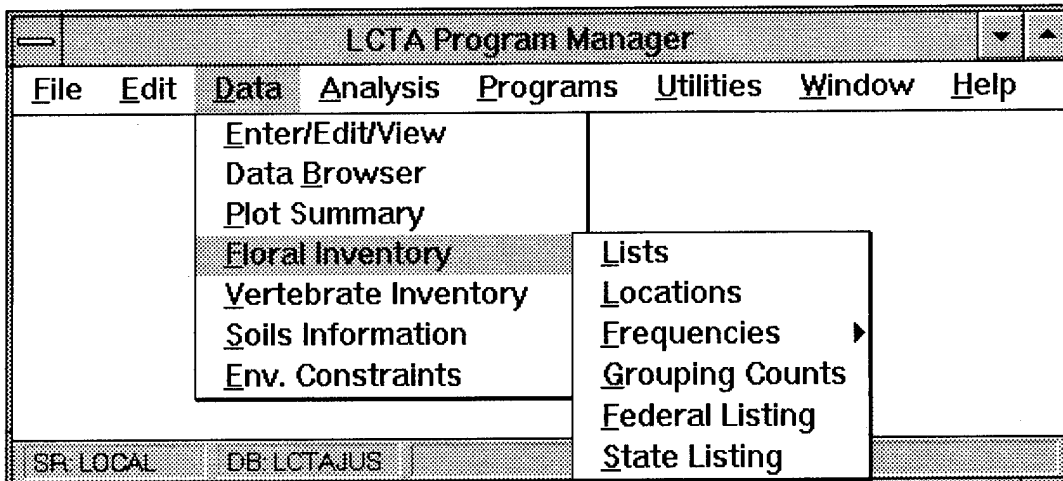 LCTA Program Manager
File Edit Data Analysis Programs Utilities Window Help
Enter/Edit/View
Data Browser
Plot Summary
Floral Inventory
Vertebrate Inventory
Soils Information
Env. Constraints
Lists
Locations
Frequencies
Grouping Counts
Federal Listing
State Listing
SR: LOCAL DB: LCTAJUS